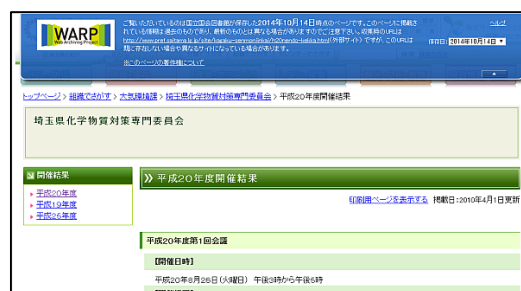 WARP
Web Archiving Project
ご覧いただいているのは国立国会図書館が保存した2014年10月14日時点のページです。このページに掲載さ
れている情報は過去のものであり、最新のものとは異なる場合がありますのでご注意下さい。収集時のURLは
http://www.pref.saitama.lg.jp/site/kagaku-senmon-iinkai/h20nendo-kekka.html(外部サイト)ですが、このURLは
既に存在しない場合や異なるサイトになっている場合があります。
※このページの著作権について
ヘルプ
保存日: 2014年10月14日
トップページ > 組織でさがす > 大気環境課 > 埼玉県化学物質対策専門委員会 > 平成20年度開催結果
埼玉県化学物質対策専門委員会
開催結果
平成20年度
平成19年度
平成25年度
平成20年度開催結果
印刷用ページを表示する 掲載日:2010年4月1日更新
平成20年度第1回会議
【開催日時】
平成20年8月26日(火曜日) 午後3時から午後5時